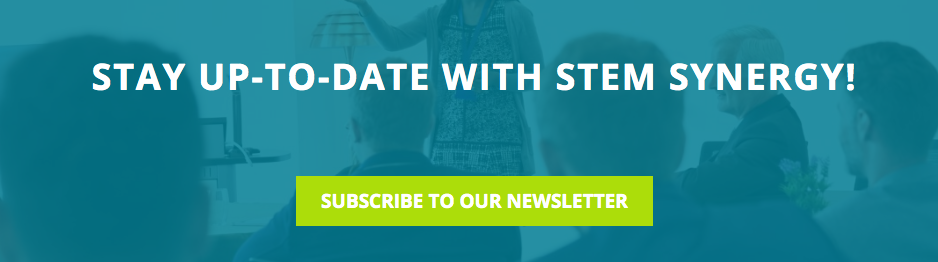 STAY UP-TO-DATE WITH STEM SYNERGY!
SUBSCRIBE TO OUR NEWSLETTER